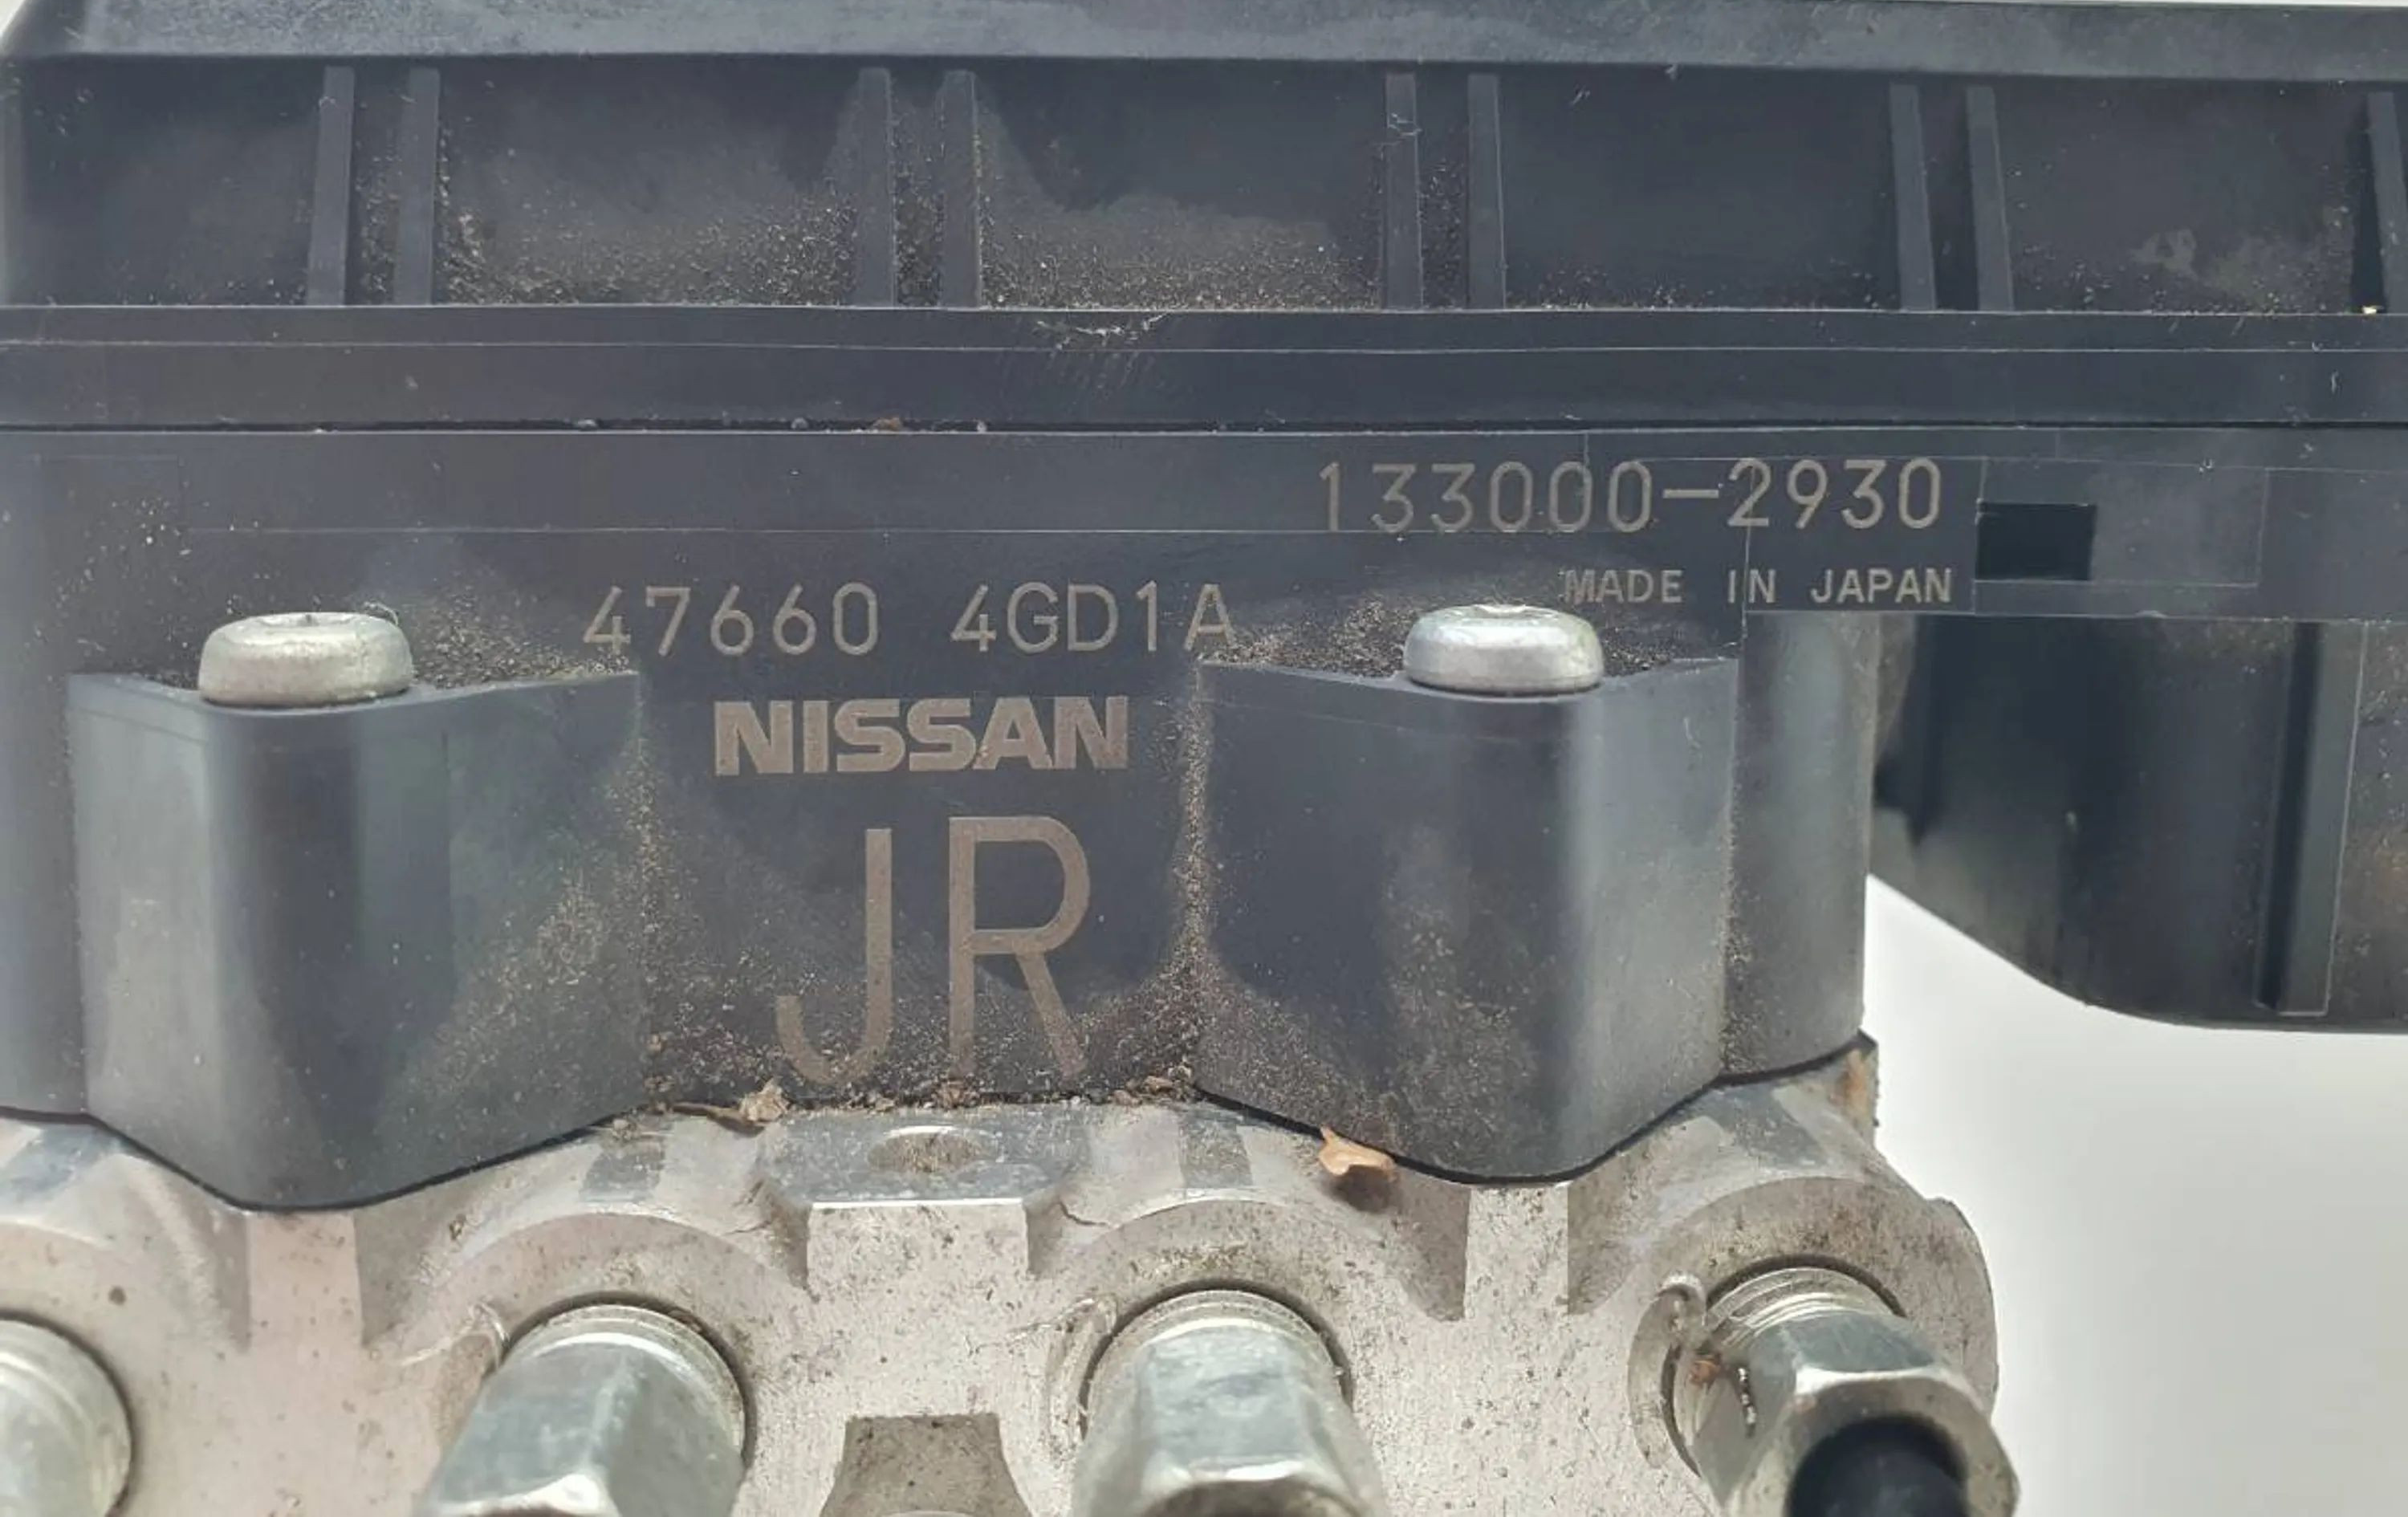 133000-2930
MADE IN JAPAN
47660 4GD1A
NISSAN
JR